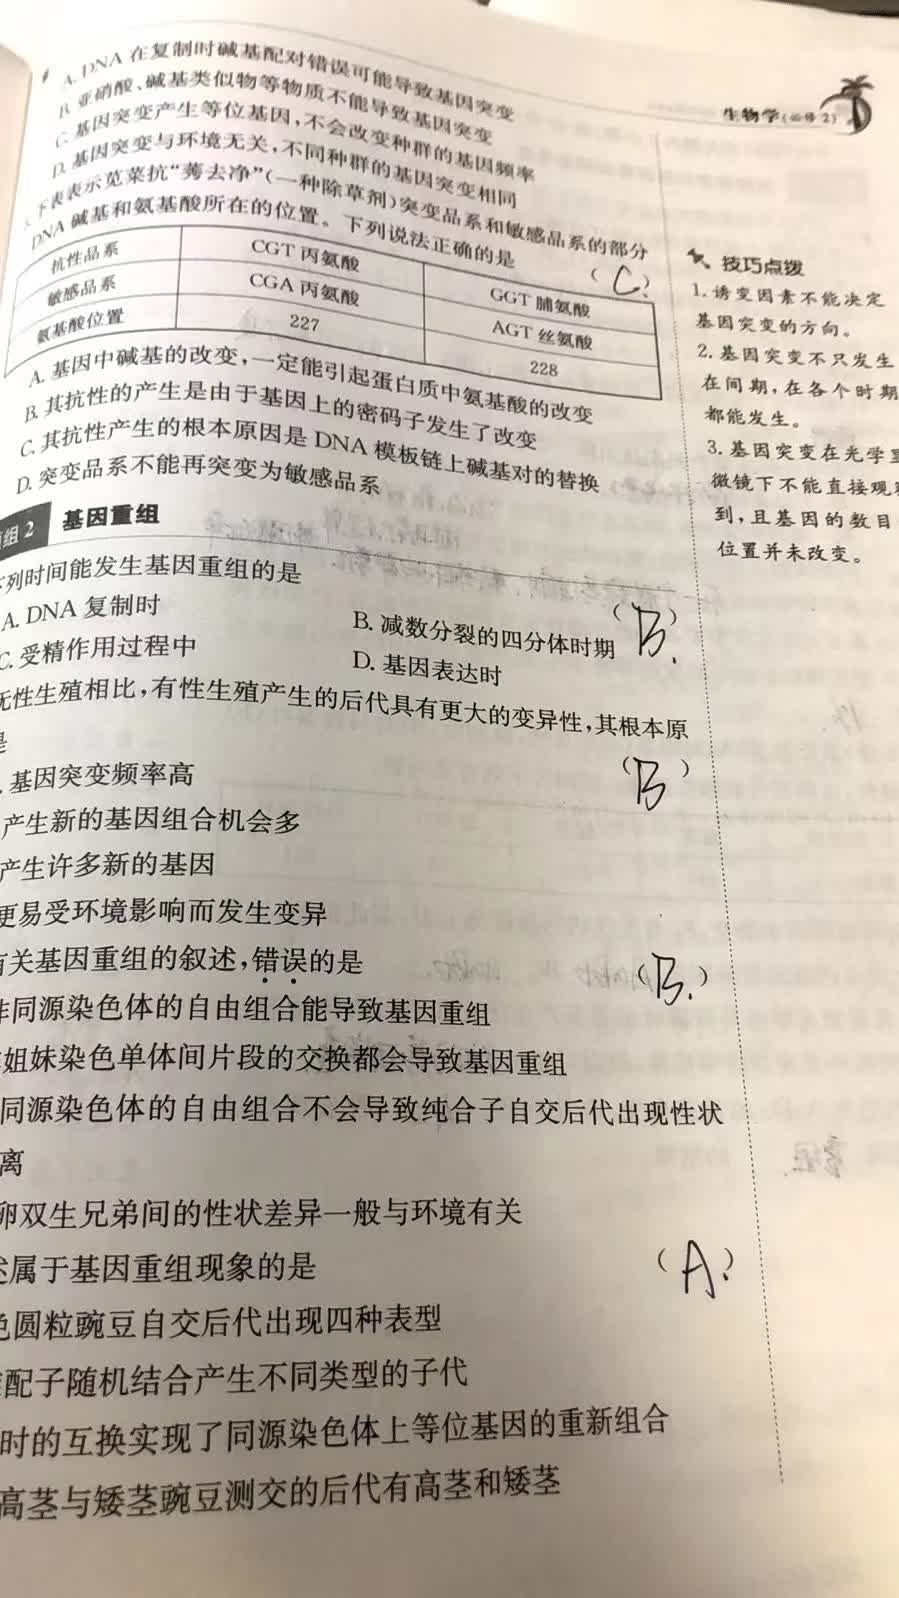 A. DNA 在复制时碱基配对错误可能导致基因突变
B. 亚硝酸、碱基类似物等物质不能导致基因突变
C. 基因突变产生等位基因，不会改变种群的基因频率
D. 基因突变与环境无关，不同种群的基因突变相同
下表表示苋菜抗“莠去净”(一种除草剂)突变品系和敏感品系的部分
DNA 碱基和氨基酸所在的位置。下列说法正确的是 (C.)
抗性品系 CGT 丙氨酸 GGT 脯氨酸
敏感品系 CGA 丙氨酸 AGT 丝氨酸
氨基酸位置 227 228
A. 基因中碱基的改变，一定能引起蛋白质中氨基酸的改变
B. 其抗性的产生是由于基因上的密码子发生了改变
C. 其抗性产生的根本原因是 DNA 模板链上碱基对的替换
D. 突变品系不能再突变为敏感品系
组2 基因重组
列时间能发生基因重组的是 (B.)
A. DNA 复制时 B. 减数分裂的四分体时期
C. 受精作用过程中 D. 基因表达时
无性生殖相比，有性生殖产生的后代具有更大的变异性，其根本原
是 (B)
. 基因突变频率高
产生新的基因组合机会多
产生许多新的基因
更易受环境影响而发生变异
有关基因重组的叙述，错误的是 (B.)
非同源染色体的自由组合能导致基因重组
姐妹染色单体间片段的交换都会导致基因重组
同源染色体的自由组合不会导致纯合子自交后代出现性状
离
卵双生兄弟间的性状差异一般与环境有关
述属于基因重组现象的是 (A.)
色圆粒豌豆自交后代出现四种表型
配子随机结合产生不同类型的子代
时的互换实现了同源染色体上等位基因的重新组合
高茎与矮茎豌豆测交的后代有高茎和矮茎
生物学(必修2)
技巧点拨
1. 诱变因素不能决定
基因突变的方向。
2. 基因突变不只发生
在间期，在各个时期
都能发生。
3. 基因突变在光学显
微镜下不能直接观察
到，且基因的数目
位置并未改变。